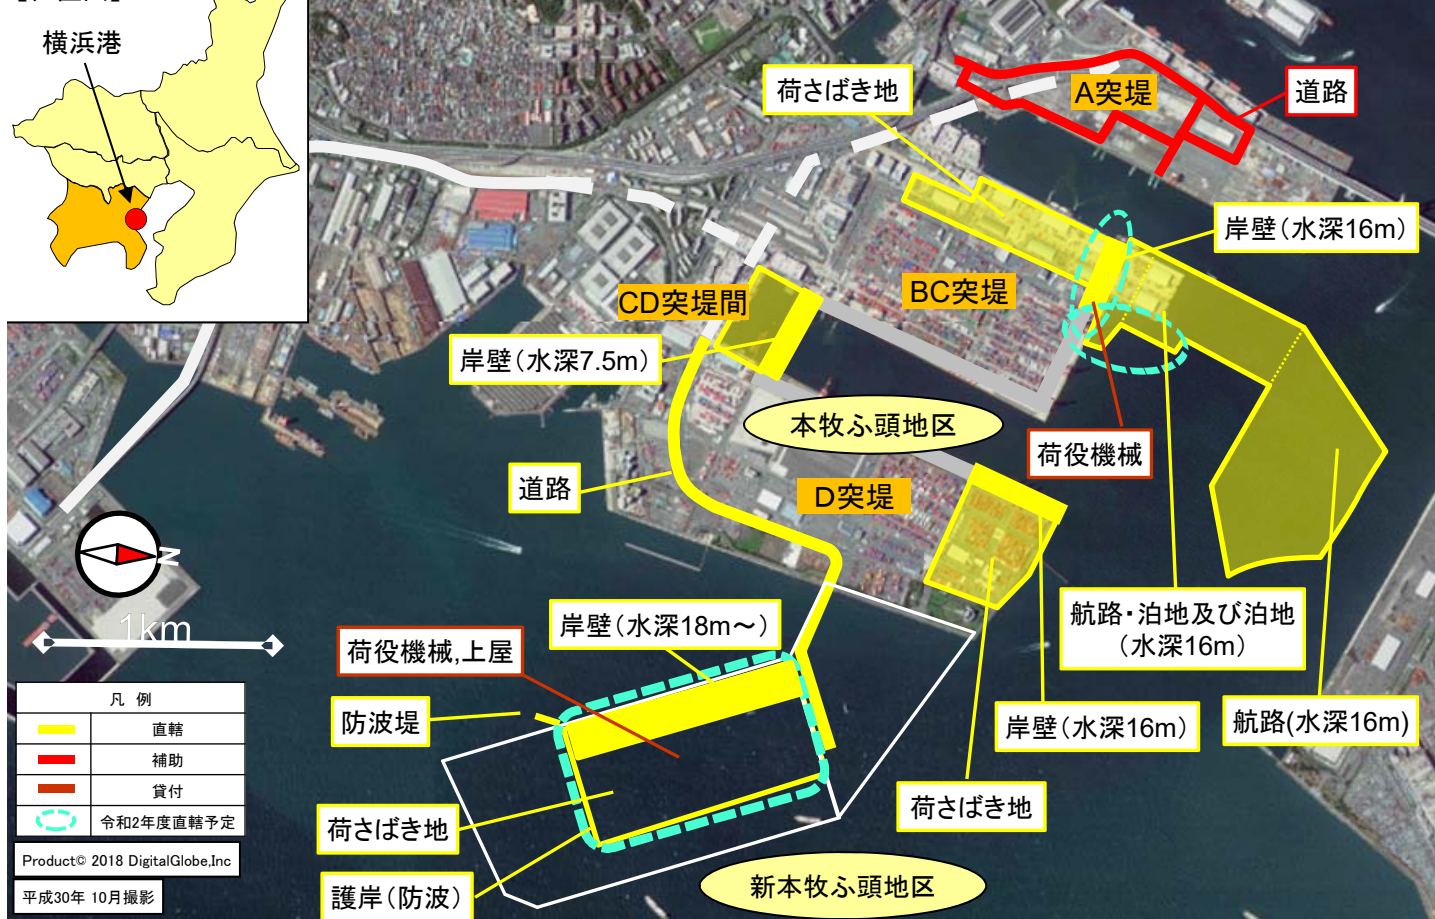 横浜港
荷さばき地
A突堤
道路
岸壁(水深16m)
CD突堤間
BC突堤
岸壁(水深7.5m)
本牧ふ頭地区
荷役機械
道路
D突堤
N
1km
岸壁(水深18m～)
航路・泊地及び泊地
(水深16m)
荷役機械,上屋
防波堤
岸壁(水深16m)
航路(水深16m)
荷さばき地
荷さばき地
護岸(防波)
新本牧ふ頭地区
凡 例
直轄
補助
貸付
令和2年度直轄予定
Product© 2018 DigitalGlobe,Inc
平成30年 10月撮影